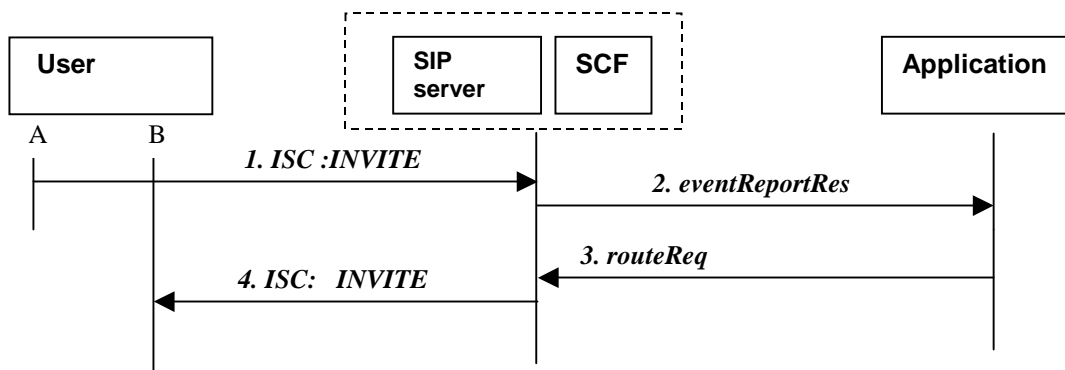 User
SIP
server
SCF
Application
A
B
1. ISC :INVITE
2. eventReportRes
3. routeReq
4. ISC: INVITE